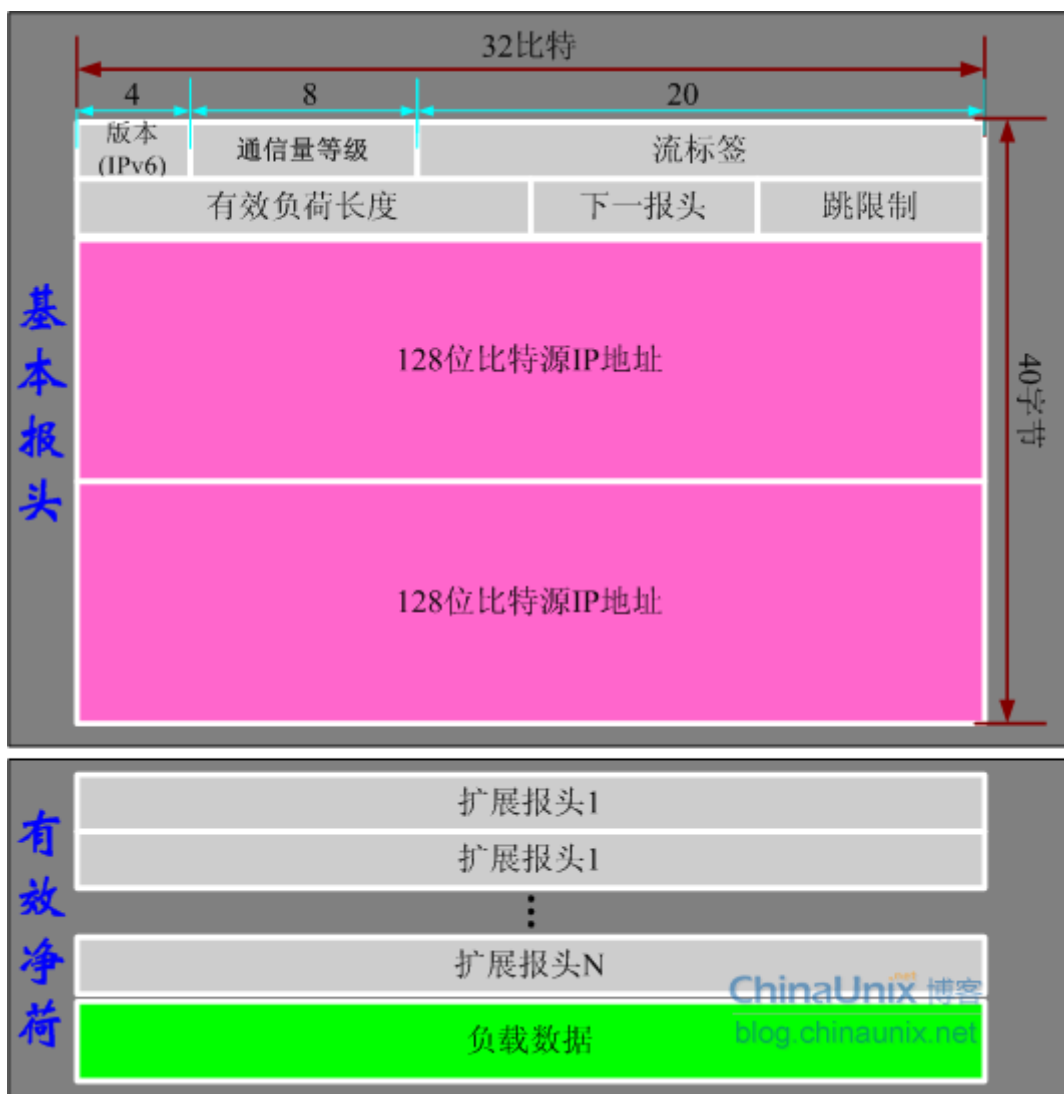 32比特
4 8 20
版本
(IPv6)
通信量等级
流标签
有效负荷长度 下一报头 跳限制
基本报头
128位比特源IP地址
40字节
128位比特源IP地址
有效净荷
扩展报头1
扩展报头1
扩展报头N
负载数据
ChinaUnix.net 博客
blog.chinaunix.net